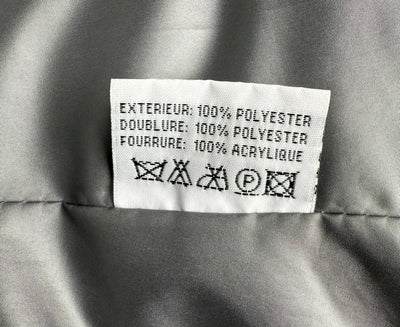 EXTERIEUR: 100% POLYESTER
DOUBLURE: 100% POLYESTER
FOURRURE: 100% ACRYLIQUE
P